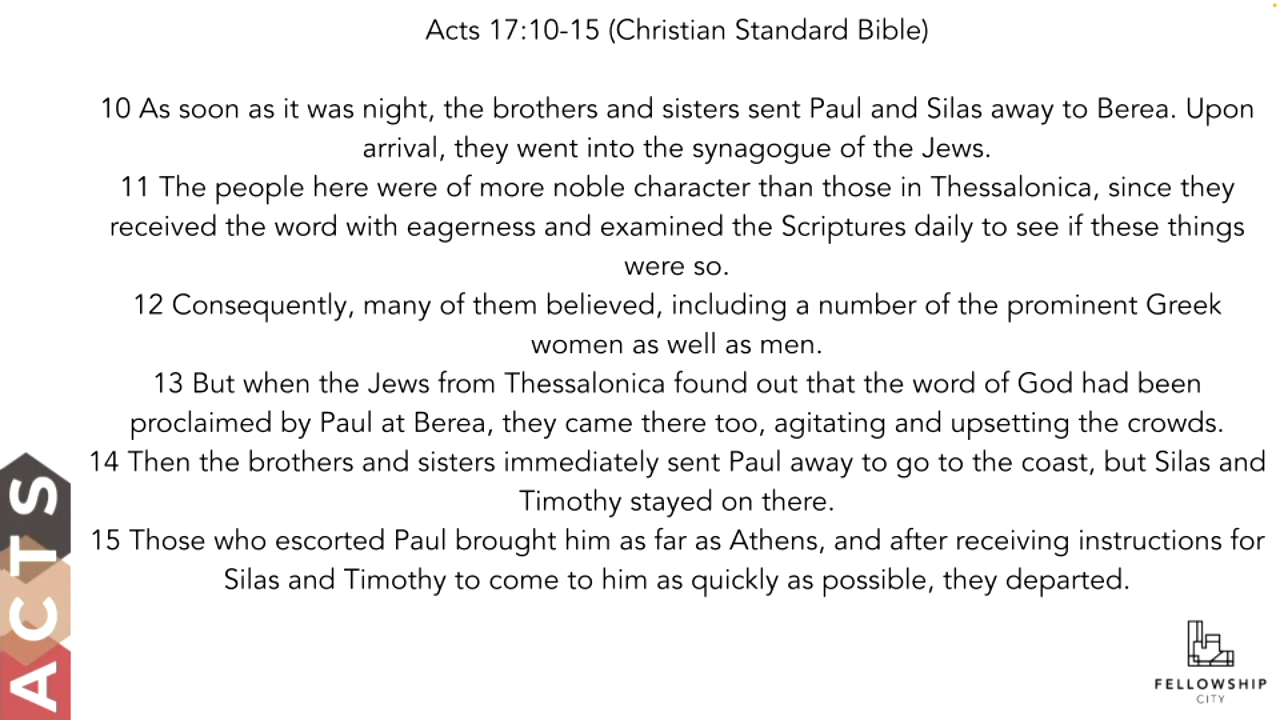 Acts 17:10-15 (Christian Standard Bible)
10 As soon as it was night, the brothers and sisters sent Paul and Silas away to Berea. Upon
arrival, they went into the synagogue of the Jews.
11 The people here were of more noble character than those in Thessalonica, since they
received the word with eagerness and examined the Scriptures daily to see if these things
were so.
12 Consequently, many of them believed, including a number of the prominent Greek
women as well as men.
13 But when the Jews from Thessalonica found out that the word of God had been
proclaimed by Paul at Berea, they came there too, agitating and upsetting the crowds.
14 Then the brothers and sisters immediately sent Paul away to go to the coast, but Silas and
Timothy stayed on there.
15 Those who escorted Paul brought him as far as Athens, and after receiving instructions for
Silas and Timothy to come to him as quickly as possible, they departed.
ACTS
FELLOWSHIP
CITY